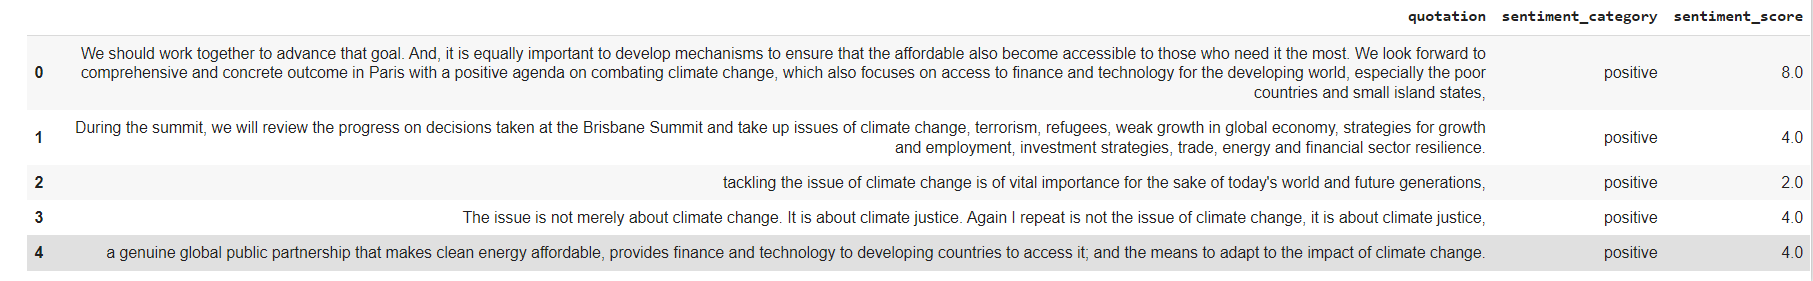 quotation sentiment_category sentiment_score
We should work together to advance that goal. And, it is equally important to develop mechanisms to ensure that the affordable also become accessible to those who need it the most. We look forward to
0 comprehensive and concrete outcome in Paris with a positive agenda on combating climate change, which also focuses on access to finance and technology for the developing world, especially the poor positive 8.0
countries and small island states,
During the summit, we will review the progress on decisions taken at the Brisbane Summit and take up issues of climate change, terrorism, refugees, weak growth in global economy, strategies for growth
1 and employment, investment strategies, trade, energy and financial sector resilience. positive 4.0
2 tackling the issue of climate change is of vital importance for the sake of today's world and future generations, positive 2.0
3 The issue is not merely about climate change. It is about climate justice. Again I repeat is not the issue of climate change, it is about climate justice, positive 4.0
4 a genuine global public partnership that makes clean energy affordable, provides finance and technology to developing countries to access it; and the means to adapt to the impact of climate change. positive 4.0